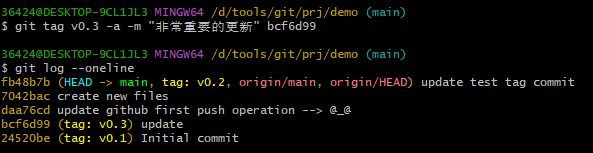 36424@DESKTOP-9CL1JL3 MINGW64 /d/tools/git/prj/demo (main)
$ git tag v0.3 -a -m "非常重要的更新" bcf6d99
36424@DESKTOP-9CL1JL3 MINGW64 /d/tools/git/prj/demo (main)
$ git log --oneline
fb48b7b (HEAD -> main, tag: v0.2, origin/main, origin/HEAD) update test tag commit
7042bac create new files
daa76cd update github first push operation --> @_@
bcf6d99 (tag: v0.3) update
24520be (tag: v0.1) Initial commit